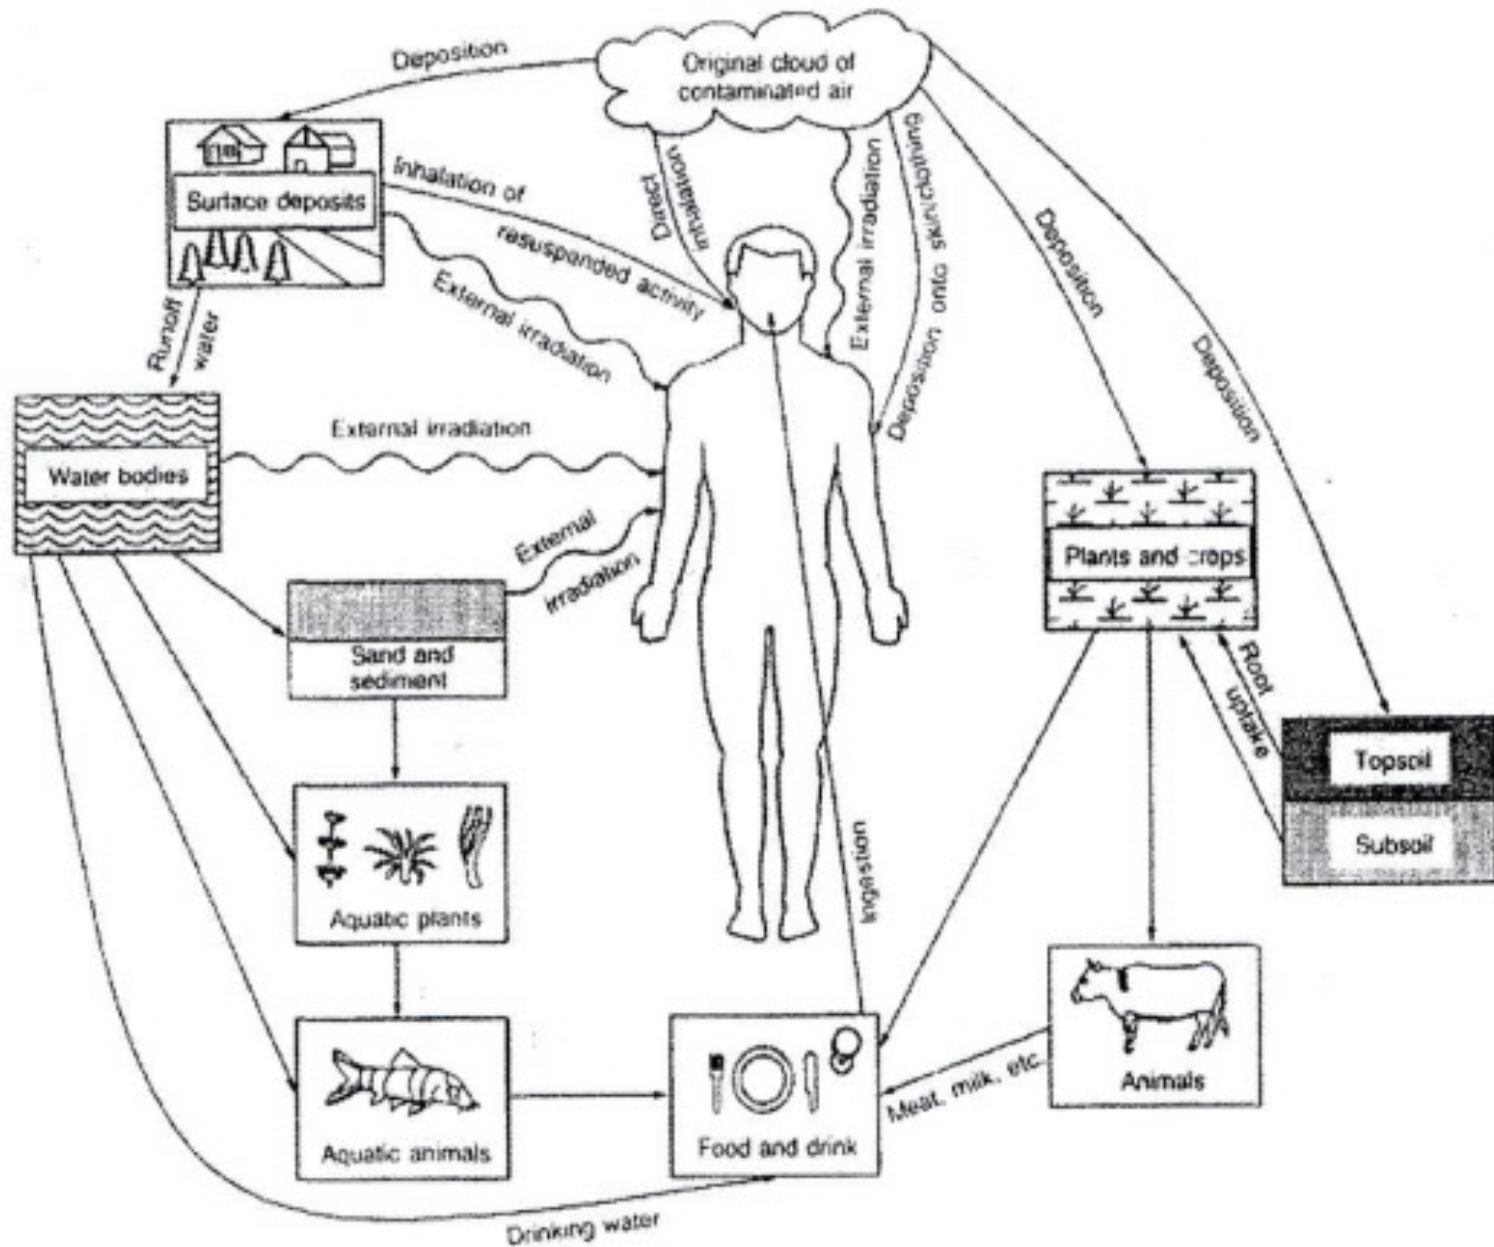 Original cloud of
contaminated air
Deposition
Surface deposits
Inhalation of
resuspended activity
External irradiation
Direct
inhalation
External irradiation
Deposition onto skin/clothing
Deposition
Deposition
Runoff
water
Water bodies
External irradiation
External
irradiation
Sand and
sediment
Plants and crops
Root
uptake
Topsoil
Subsoil
Aquatic plants
Ingestion
Aquatic animals
Food and drink
Meat, milk, etc.
Animals
Drinking water